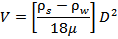 V = [ρs − ρw / 18μ] D²